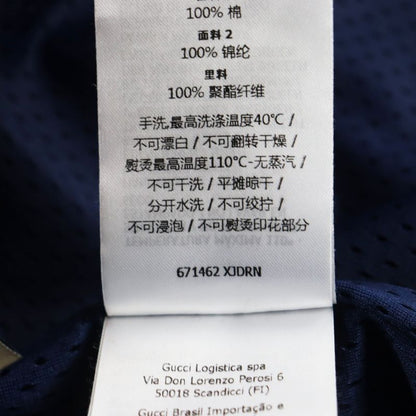 100% 棉
面料 2
100% 锦纶
里料
100% 聚酯纤维
手洗,最高洗涤温度40℃ /
不可漂白 / 不可翻转干燥 /
熨烫最高温度110℃-无蒸汽 /
不可干洗 / 平摊晾干 /
分开水洗 / 不可绞拧 /
不可浸泡 / 不可熨烫印花部分
671462 XJDRN
Gucci Logistica spa
Via Don Lorenzo Perosi 6
50018 Scandicci (FI)
Gucci Brasil Importação e